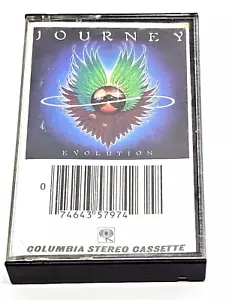 JOURNEY
EVOLUTION
0
74643 57974
COLUMBIA STEREO CASSETTE